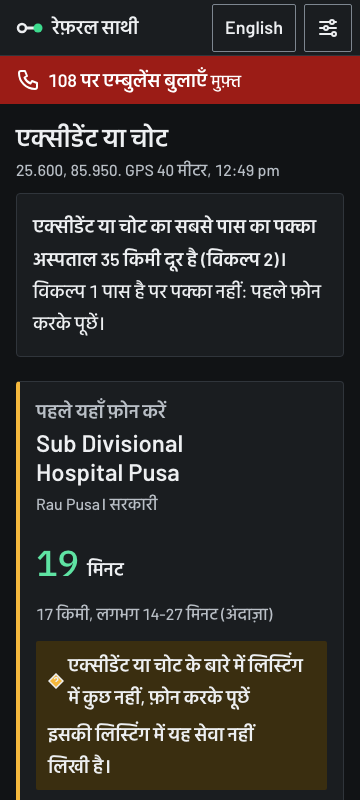 रेफ़रल साथी
English
108 पर एम्बुलेंस बुलाएँ मुफ़्त
एक्सीडेंट या चोट
25.600, 85.950. GPS 40 मीटर, 12:49 pm
एक्सीडेंट या चोट का सबसे पास का पक्का
अस्पताल 35 किमी दूर है (विकल्प 2)।
विकल्प 1 पास है पर पक्का नहीं: पहले फ़ोन
करके पूछें।
पहले यहाँ फ़ोन करें
Sub Divisional
Hospital Pusa
Rau Pusa। सरकारी
19 मिनट
17 किमी, लगभग 14-27 मिनट (अंदाज़ा)
एक्सीडेंट या चोट के बारे में लिस्टिंग
में कुछ नहीं, फ़ोन करके पूछें
इसकी लिस्टिंग में यह सेवा नहीं
लिखी है।